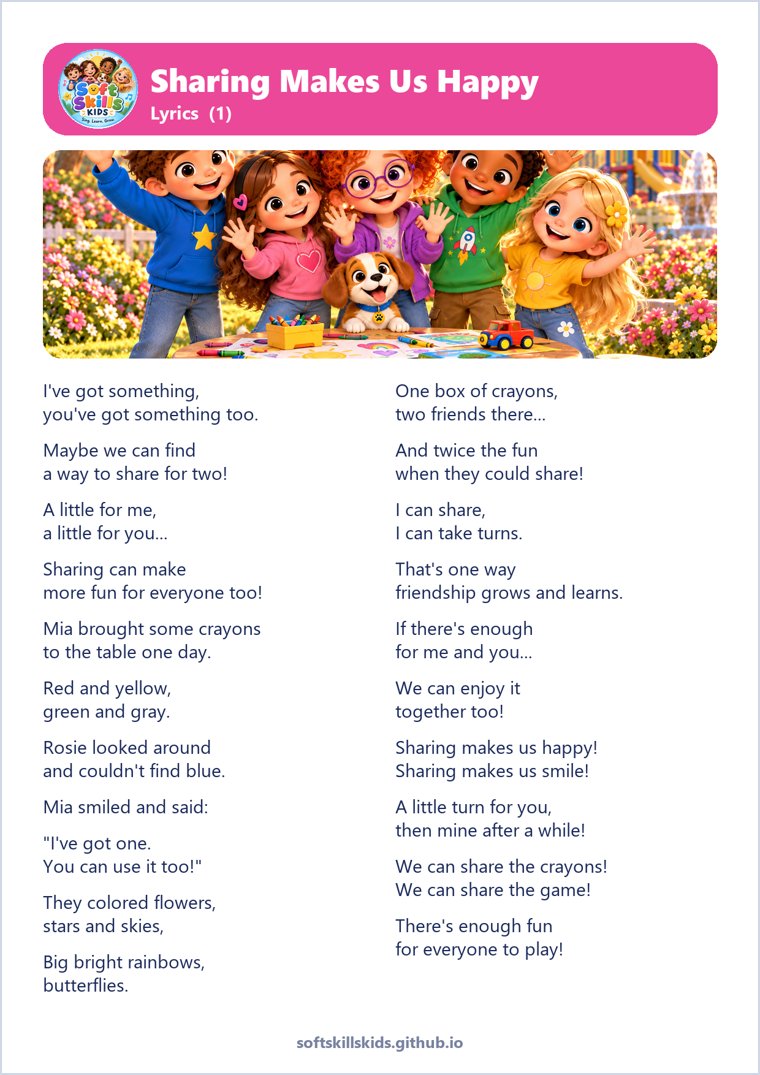 Soft
Skills
KIDS
Sing, Learn, Grow
Sharing Makes Us Happy
Lyrics (1)
I've got something,
you've got something too.
Maybe we can find
a way to share for two!
A little for me,
a little for you...
Sharing can make
more fun for everyone too!
Mia brought some crayons
to the table one day.
Red and yellow,
green and gray.
Rosie looked around
and couldn't find blue.
Mia smiled and said:
"I've got one.
You can use it too!"
They colored flowers,
stars and skies,
Big bright rainbows,
butterflies.
One box of crayons,
two friends there...
And twice the fun
when they could share!
I can share,
I can take turns.
That's one way
friendship grows and learns.
If there's enough
for me and you...
We can enjoy it
together too!
Sharing makes us happy!
Sharing makes us smile!
A little turn for you,
then mine after a while!
We can share the crayons!
We can share the game!
There's enough fun
for everyone to play!
softskillskids.github.io